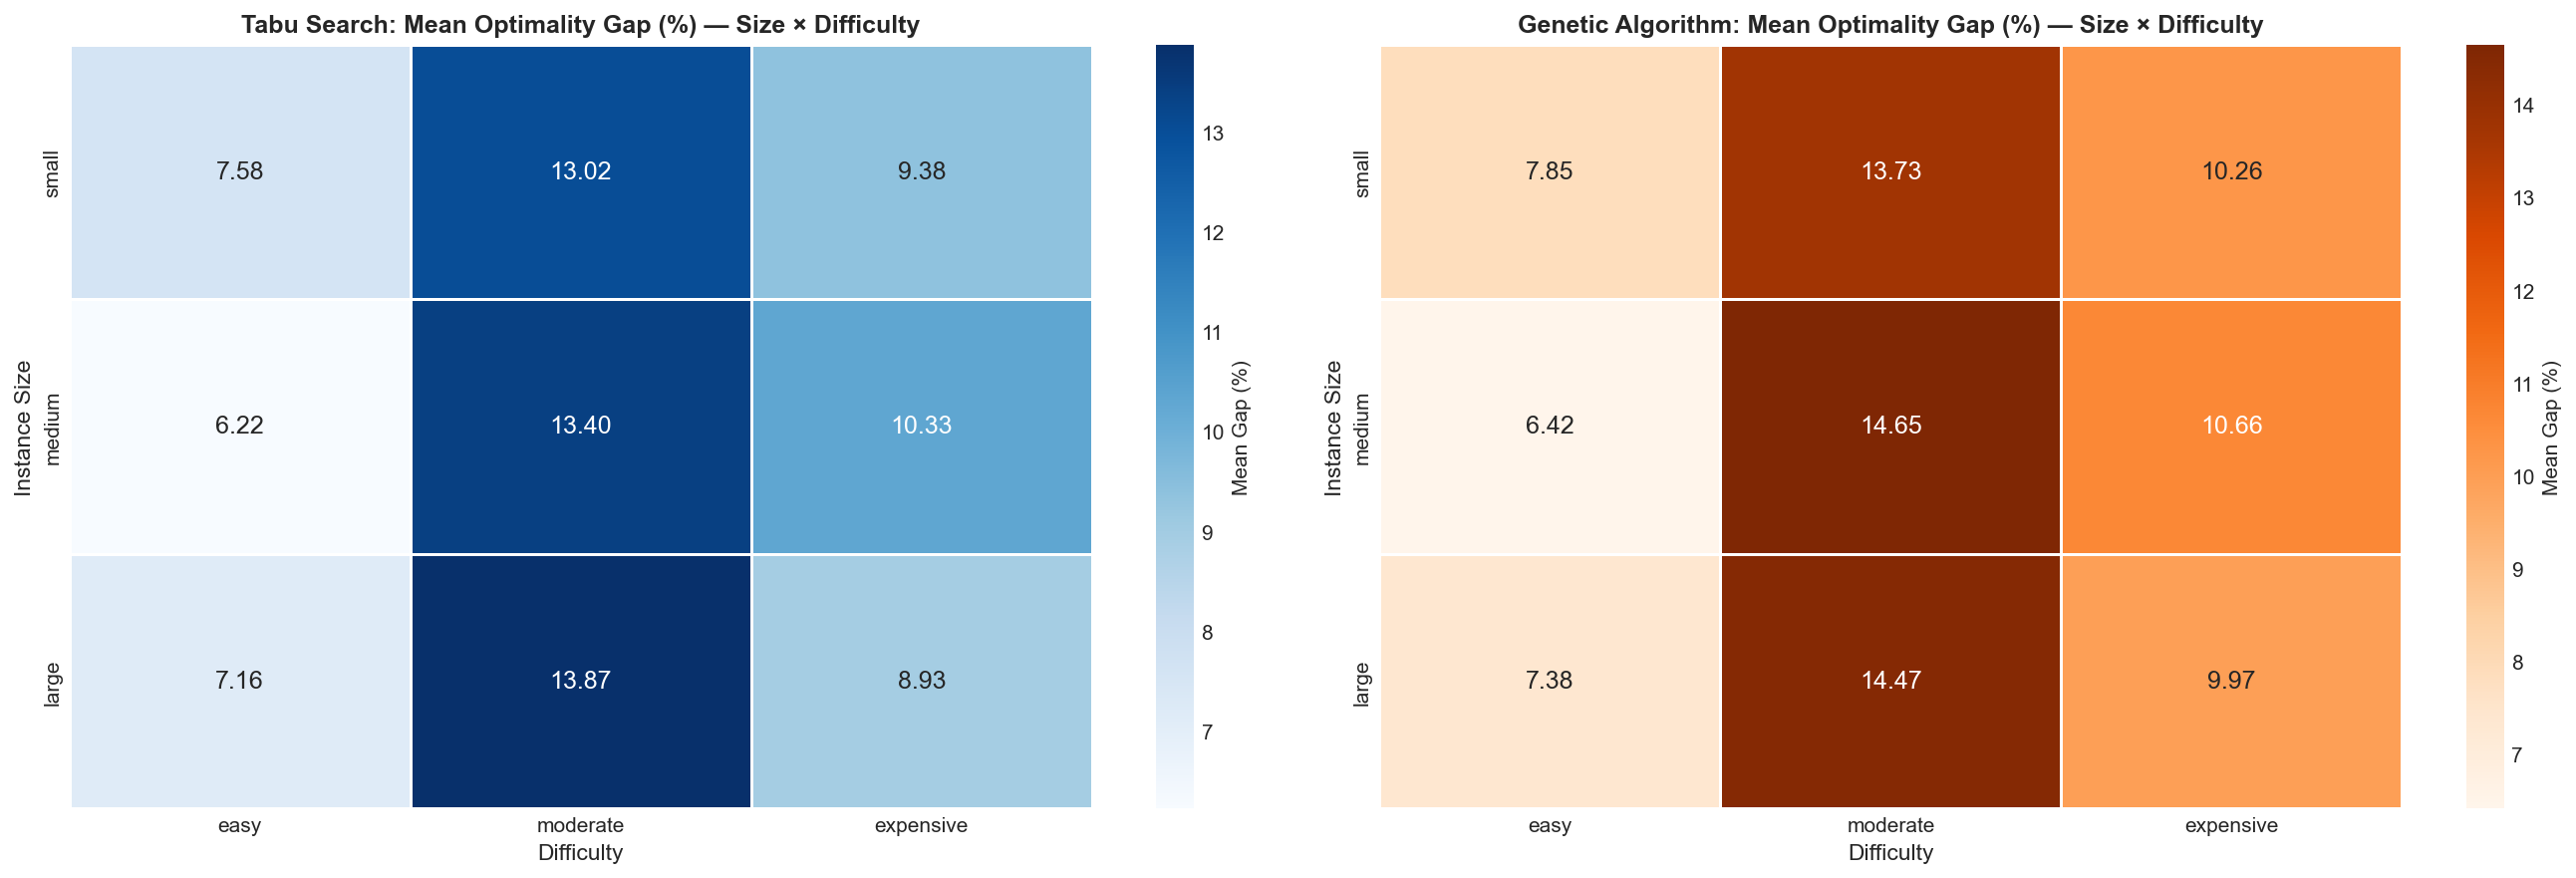 Tabu Search: Mean Optimality Gap (%) — Size × Difficulty
Instance Size
small
medium
large
7.58 13.02 9.38
6.22 13.40 10.33
7.16 13.87 8.93
easy moderate expensive
Difficulty
13
12
11
10
9
8
7
Mean Gap (%)
Genetic Algorithm: Mean Optimality Gap (%) — Size × Difficulty
Instance Size
small
medium
large
7.85 13.73 10.26
6.42 14.65 10.66
7.38 14.47 9.97
easy moderate expensive
Difficulty
14
13
12
11
10
9
8
7
Mean Gap (%)